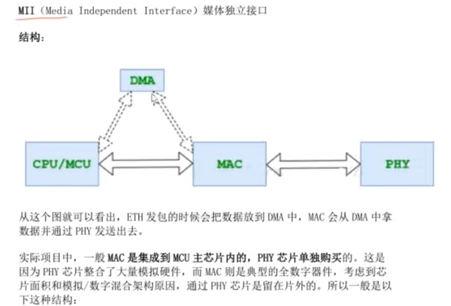 MII（Media Independent Interface）媒体独立接口
结构：
DMA
CPU/MCU
MAC
PHY
从这个图就可以看出，ETH 发包的时候会把数据放到 DMA 中，MAC 会从 DMA 中拿
数据并通过 PHY 发送出去。
实际项目中，一般 MAC 是集成到 MCU 主芯片内的，PHY 芯片单独购买的。这是
因为 PHY 芯片整合了大量模拟硬件，而 MAC 则是典型的全数字器件，考虑到芯
片面积和模拟/数字混合架构原因，通过 PHY 芯片是留在片外的。所以一般是以
下这种结构：